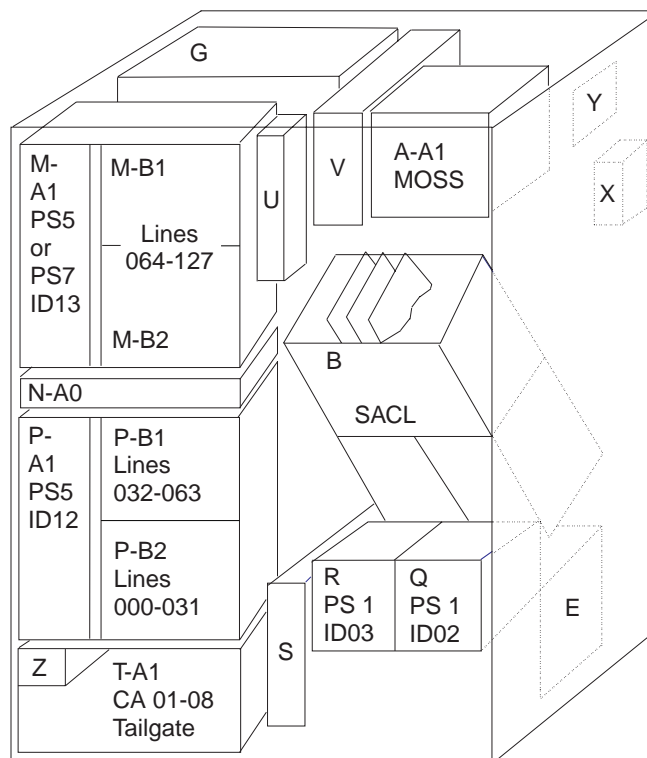 G
Y
M-
A1
PS5
or
PS7
ID13
M-B1
Lines
064-127
M-B2
U
V
A-A1
MOSS
X
N-A0
B
SACL
P-
A1
PS5
ID12
P-B1
Lines
032-063
P-B2
Lines
000-031
R
PS 1
ID03
Q
PS 1
ID02
E
S
Z
T-A1
CA 01-08
Tailgate